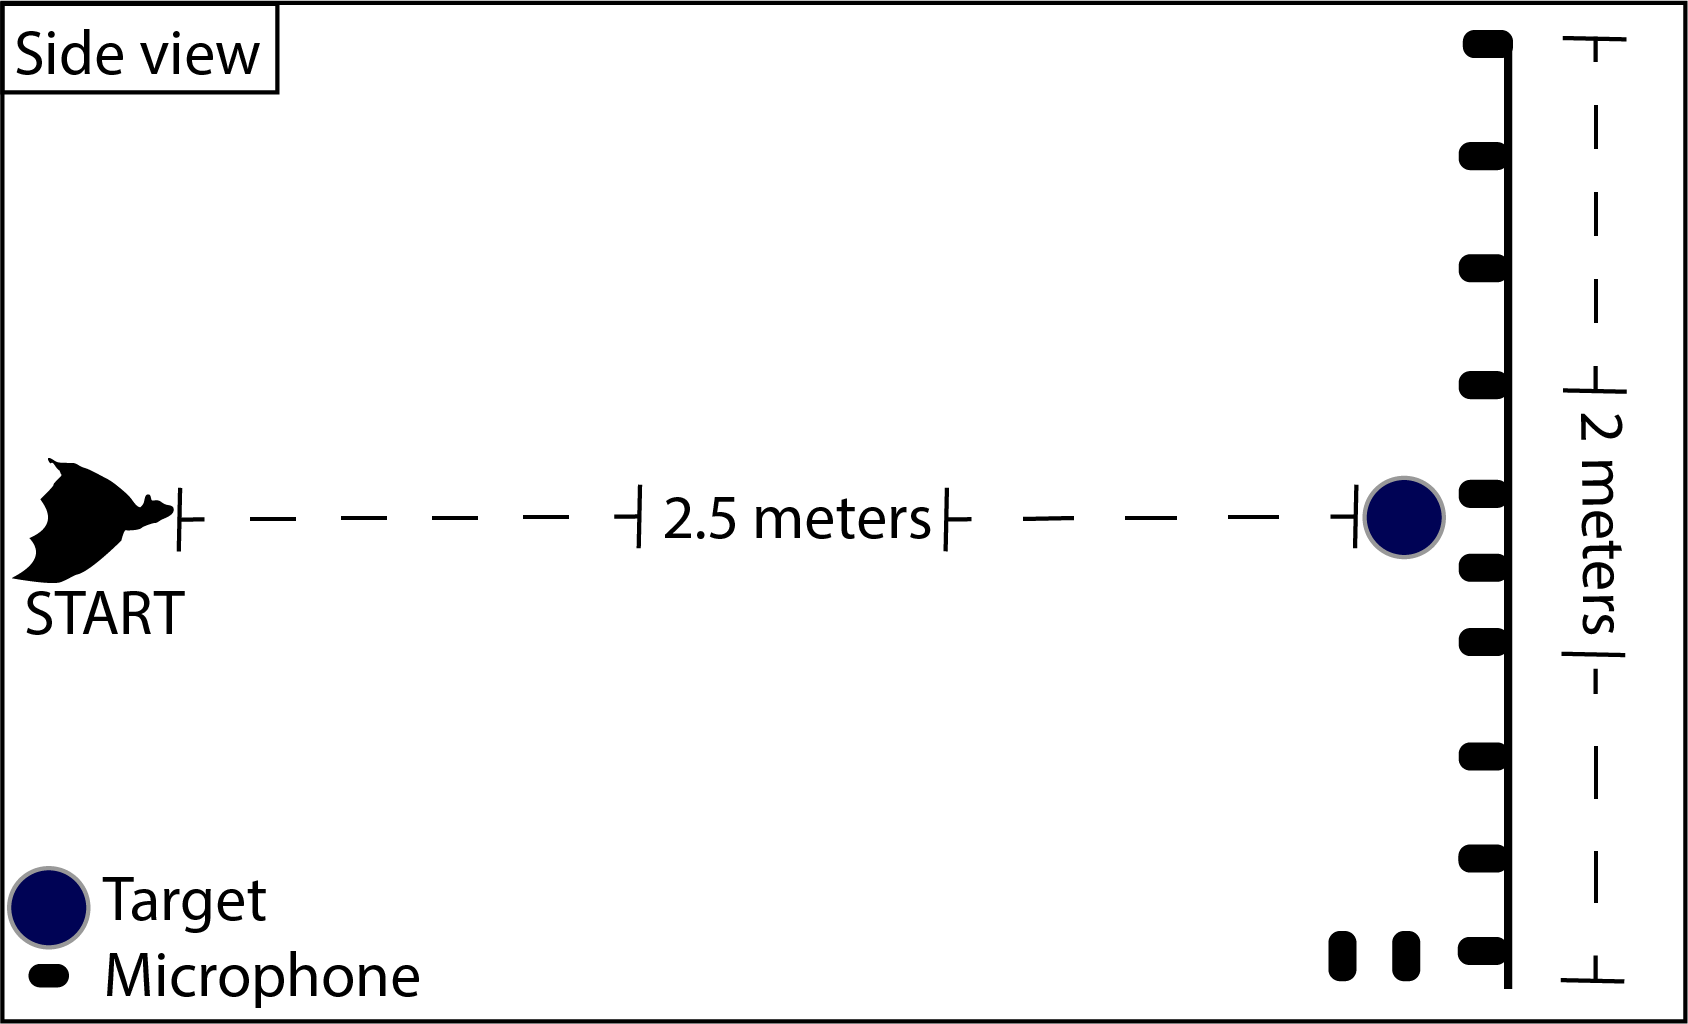 Side view
2.5 meters
2 meters
START
Target
Microphone